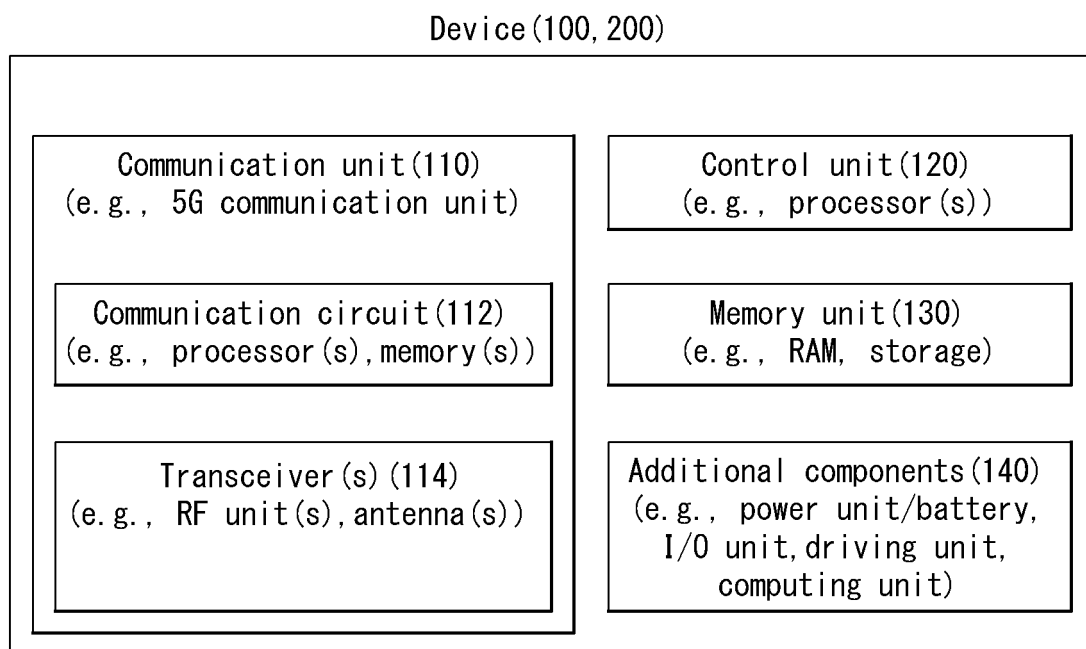 Device(100,200)
Communication unit(110)
(e.g., 5G communication unit)
Communication circuit(112)
(e.g., processor(s),memory(s))
Transceiver(s)(114)
(e.g., RF unit(s),antenna(s))
Control unit(120)
(e.g., processor(s))
Memory unit(130)
(e.g., RAM, storage)
Additional components(140)
(e.g., power unit/battery,
I/O unit,driving unit,
computing unit)